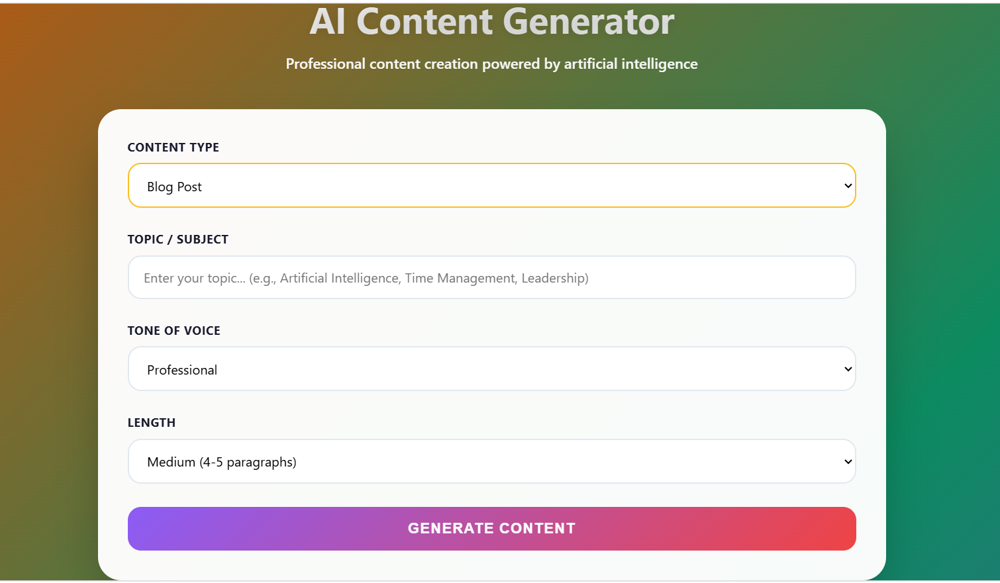 AI Content Generator
Professional content creation powered by artificial intelligence
CONTENT TYPE
Blog Post
TOPIC / SUBJECT
Enter your topic... (e.g., Artificial Intelligence, Time Management, Leadership)
TONE OF VOICE
Professional
LENGTH
Medium (4-5 paragraphs)
GENERATE CONTENT